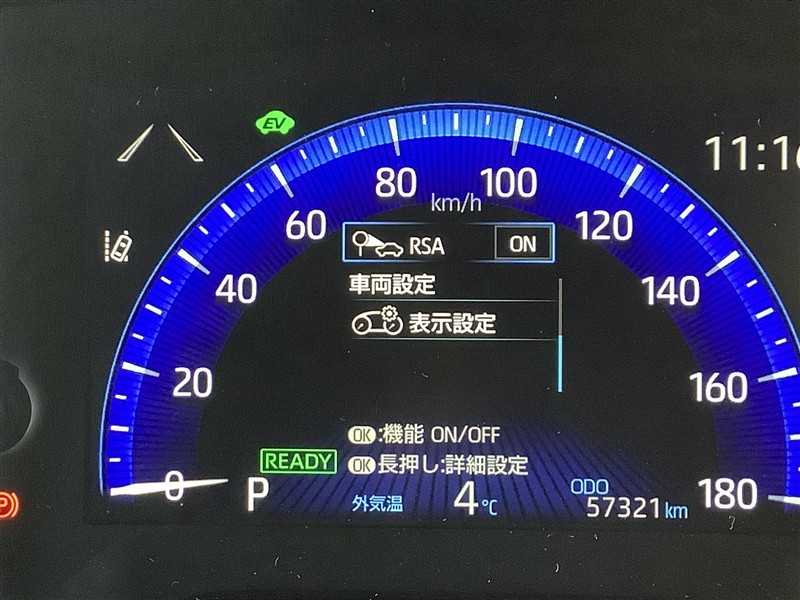 EV
11:16
80
100
km/h
60
120
RSA
ON
40
車両設定
140
表示設定
20
160
OK:機能 ON/OFF
READY
OK長押し:詳細設定
0
P
外気温
4℃
ODO
57321km
180
(P)